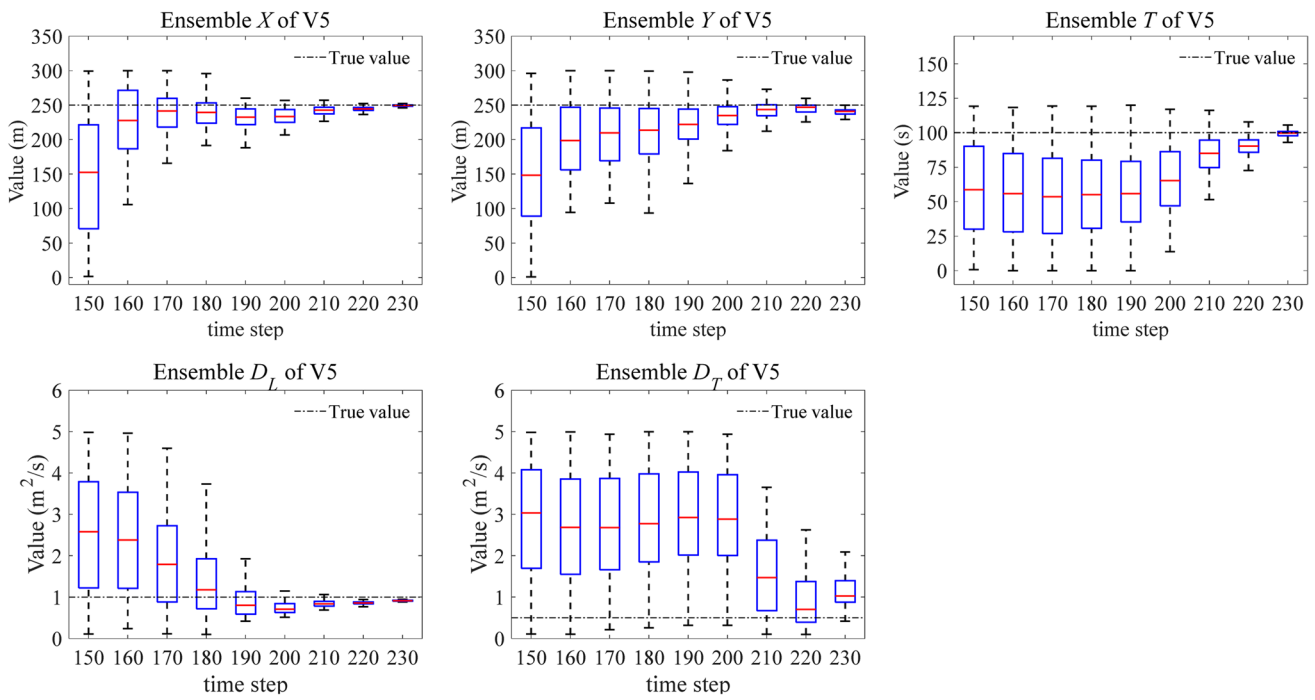 Ensemble X of V5
True value
Value (m)
350
300
250
200
150
100
50
0
150 160 170 180 190 200 210 220 230
time step
Ensemble Y of V5
True value
Value (m)
350
300
250
200
150
100
50
0
150 160 170 180 190 200 210 220 230
time step
Ensemble T of V5
True value
Value (s)
150
125
100
75
50
25
0
150 160 170 180 190 200 210 220 230
time step
Ensemble D_L of V5
True value
Value (m²/s)
6
5
4
3
2
1
0
150 160 170 180 190 200 210 220 230
time step
Ensemble D_T of V5
True value
Value (m²/s)
6
5
4
3
2
1
0
150 160 170 180 190 200 210 220 230
time step